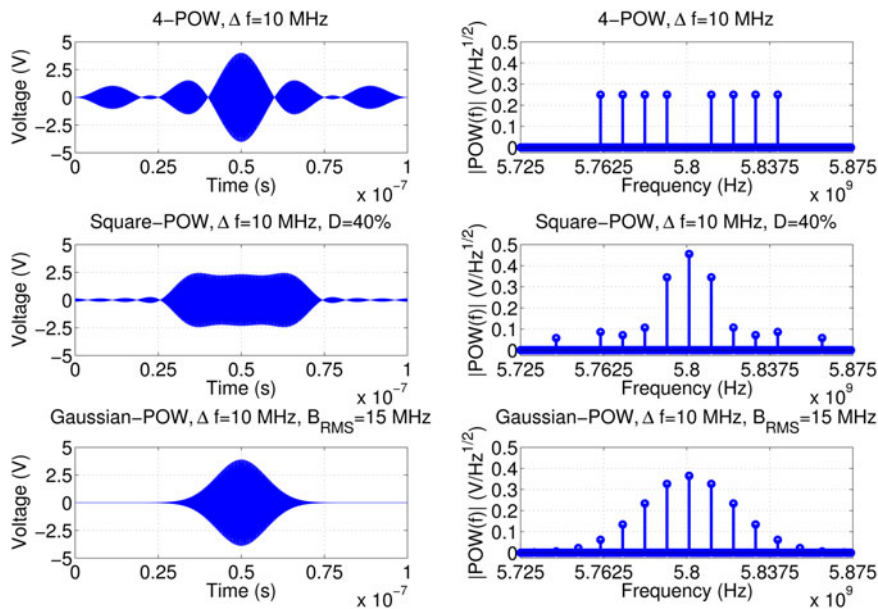 4−POW, Δ f=10 MHz
Voltage (V)
5
2.5
0
−2.5
−5
0 0.25 0.5 0.75 1
Time (s)
x 10⁻⁷
4−POW, Δ f=10 MHz
|POW(f)| (V/Hz^1/2)
0.5
0.4
0.3
0.2
0.1
0
5.725 5.7625 5.8 5.8375 5.875
Frequency (Hz)
x 10⁹
Square−POW, Δ f=10 MHz, D=40%
Voltage (V)
5
2.5
0
−2.5
−5
0 0.25 0.5 0.75 1
Time (s)
x 10⁻⁷
Square−POW, Δ f=10 MHz, D=40%
|POW(f)| (V/Hz^1/2)
0.5
0.4
0.3
0.2
0.1
0
5.725 5.7625 5.8 5.8375 5.875
Frequency (Hz)
x 10⁹
Gaussian−POW, Δ f=10 MHz, B_RMS=15 MHz
Voltage (V)
5
2.5
0
−2.5
−5
0 0.25 0.5 0.75 1
Time (s)
x 10⁻⁷
Gaussian−POW, Δ f=10 MHz, B_RMS=15 MHz
|POW(f)| (V/Hz^1/2)
0.5
0.4
0.3
0.2
0.1
0
5.725 5.7625 5.8 5.8375 5.875
Frequency (Hz)
x 10⁹